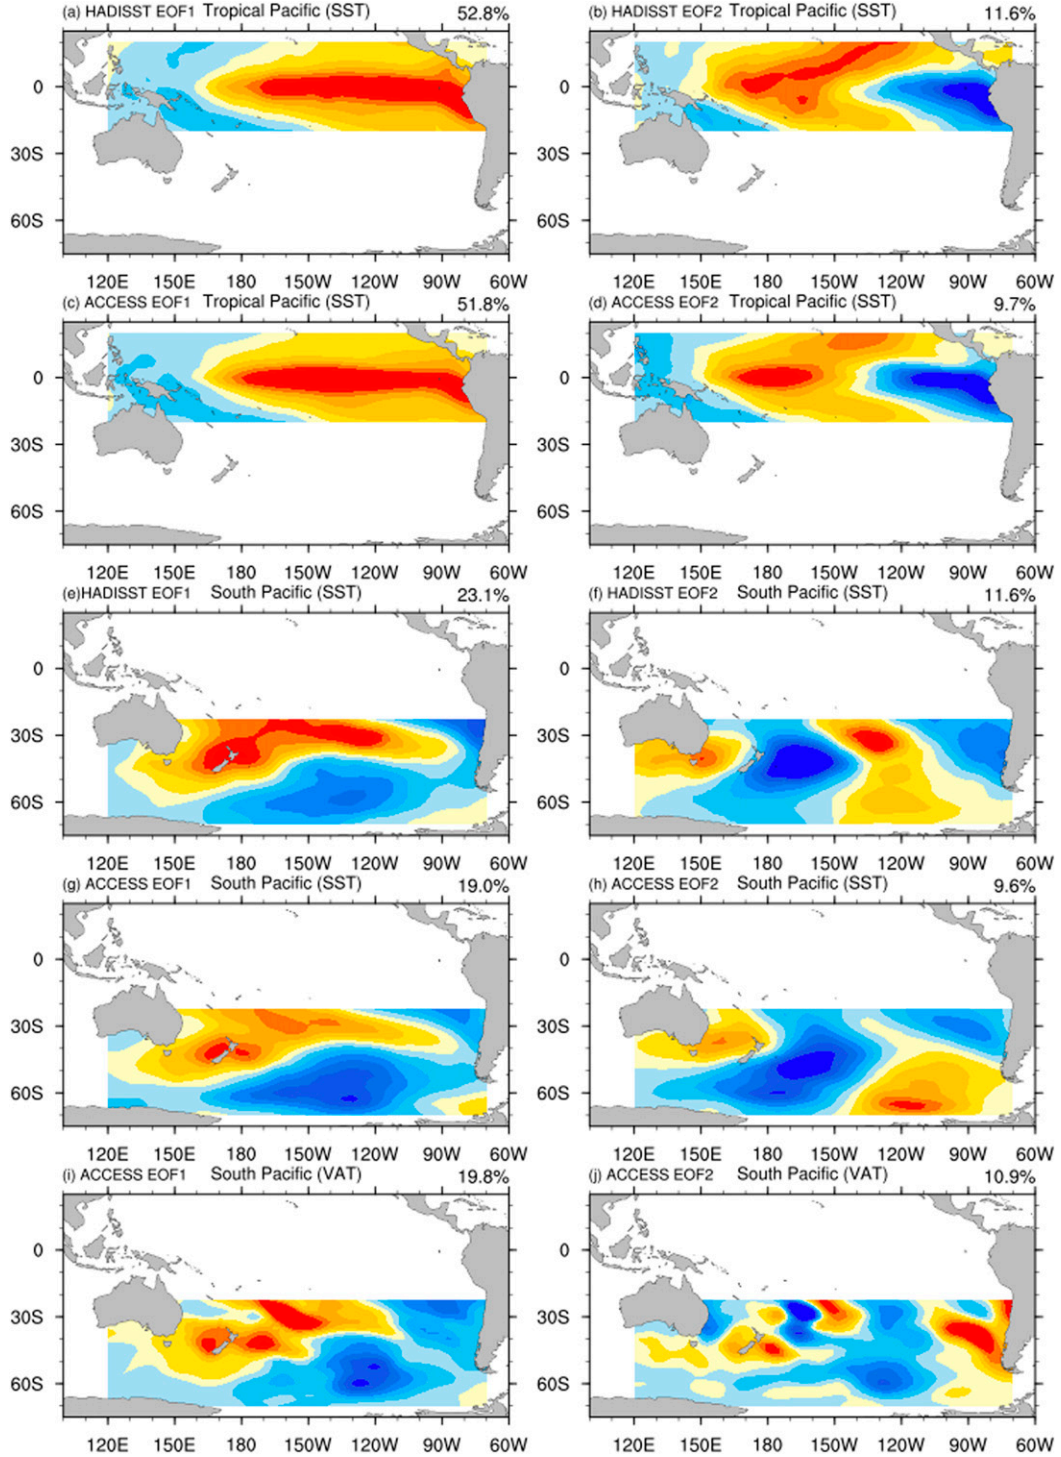 (a) HADISST EOF1 Tropical Pacific (SST) 52.8%
(b) HADISST EOF2 Tropical Pacific (SST) 11.6%
0
30S
60S
120E 150E 180 150W 120W 90W 60W
0
30S
60S
120E 150E 180 150W 120W 90W 60W
(c) ACCESS EOF1 Tropical Pacific (SST) 51.8%
(d) ACCESS EOF2 Tropical Pacific (SST) 9.7%
0
30S
60S
120E 150E 180 150W 120W 90W 60W
0
30S
60S
120E 150E 180 150W 120W 90W 60W
(e)HADISST EOF1 South Pacific (SST) 23.1%
(f) HADISST EOF2 South Pacific (SST) 11.6%
0
30S
60S
120E 150E 180 150W 120W 90W 60W
0
30S
60S
120E 150E 180 150W 120W 90W 60W
(g) ACCESS EOF1 South Pacific (SST) 19.0%
(h) ACCESS EOF2 South Pacific (SST) 9.6%
0
30S
60S
120E 150E 180 150W 120W 90W 60W
0
30S
60S
120E 150E 180 150W 120W 90W 60W
(i) ACCESS EOF1 South Pacific (VAT) 19.8%
(j) ACCESS EOF2 South Pacific (VAT) 10.9%
0
30S
60S
120E 150E 180 150W 120W 90W 60W
0
30S
60S
120E 150E 180 150W 120W 90W 60W